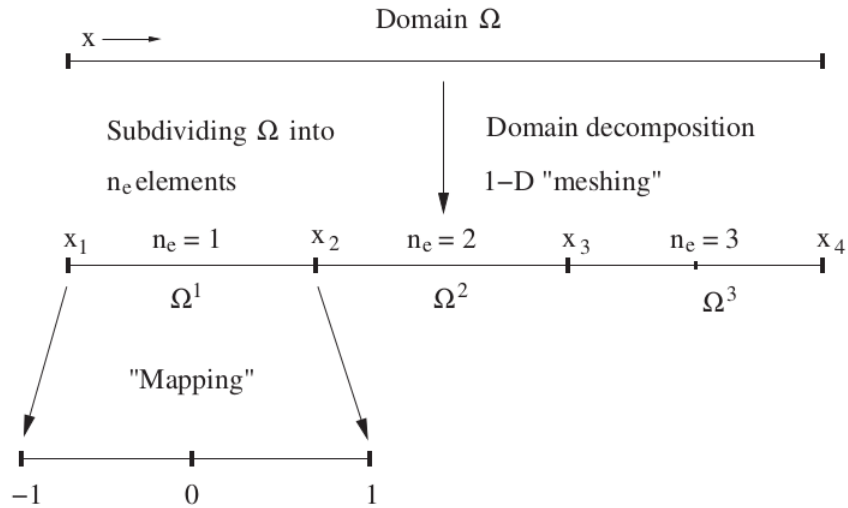 Domain Ω
x
Subdividing Ω into
nₑ elements
Domain decomposition
1−D "meshing"
x₁ nₑ = 1 x₂ nₑ = 2 x₃ nₑ = 3 x₄
Ω¹ Ω² Ω³
"Mapping"
−1 0 1